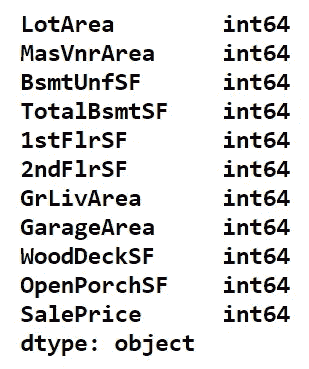 LotArea int64
MasVnrArea int64
BsmtUnfSF int64
TotalBsmtSF int64
1stFlrSF int64
2ndFlrSF int64
GrLivArea int64
GarageArea int64
WoodDeckSF int64
OpenPorchSF int64
SalePrice int64
dtype: object